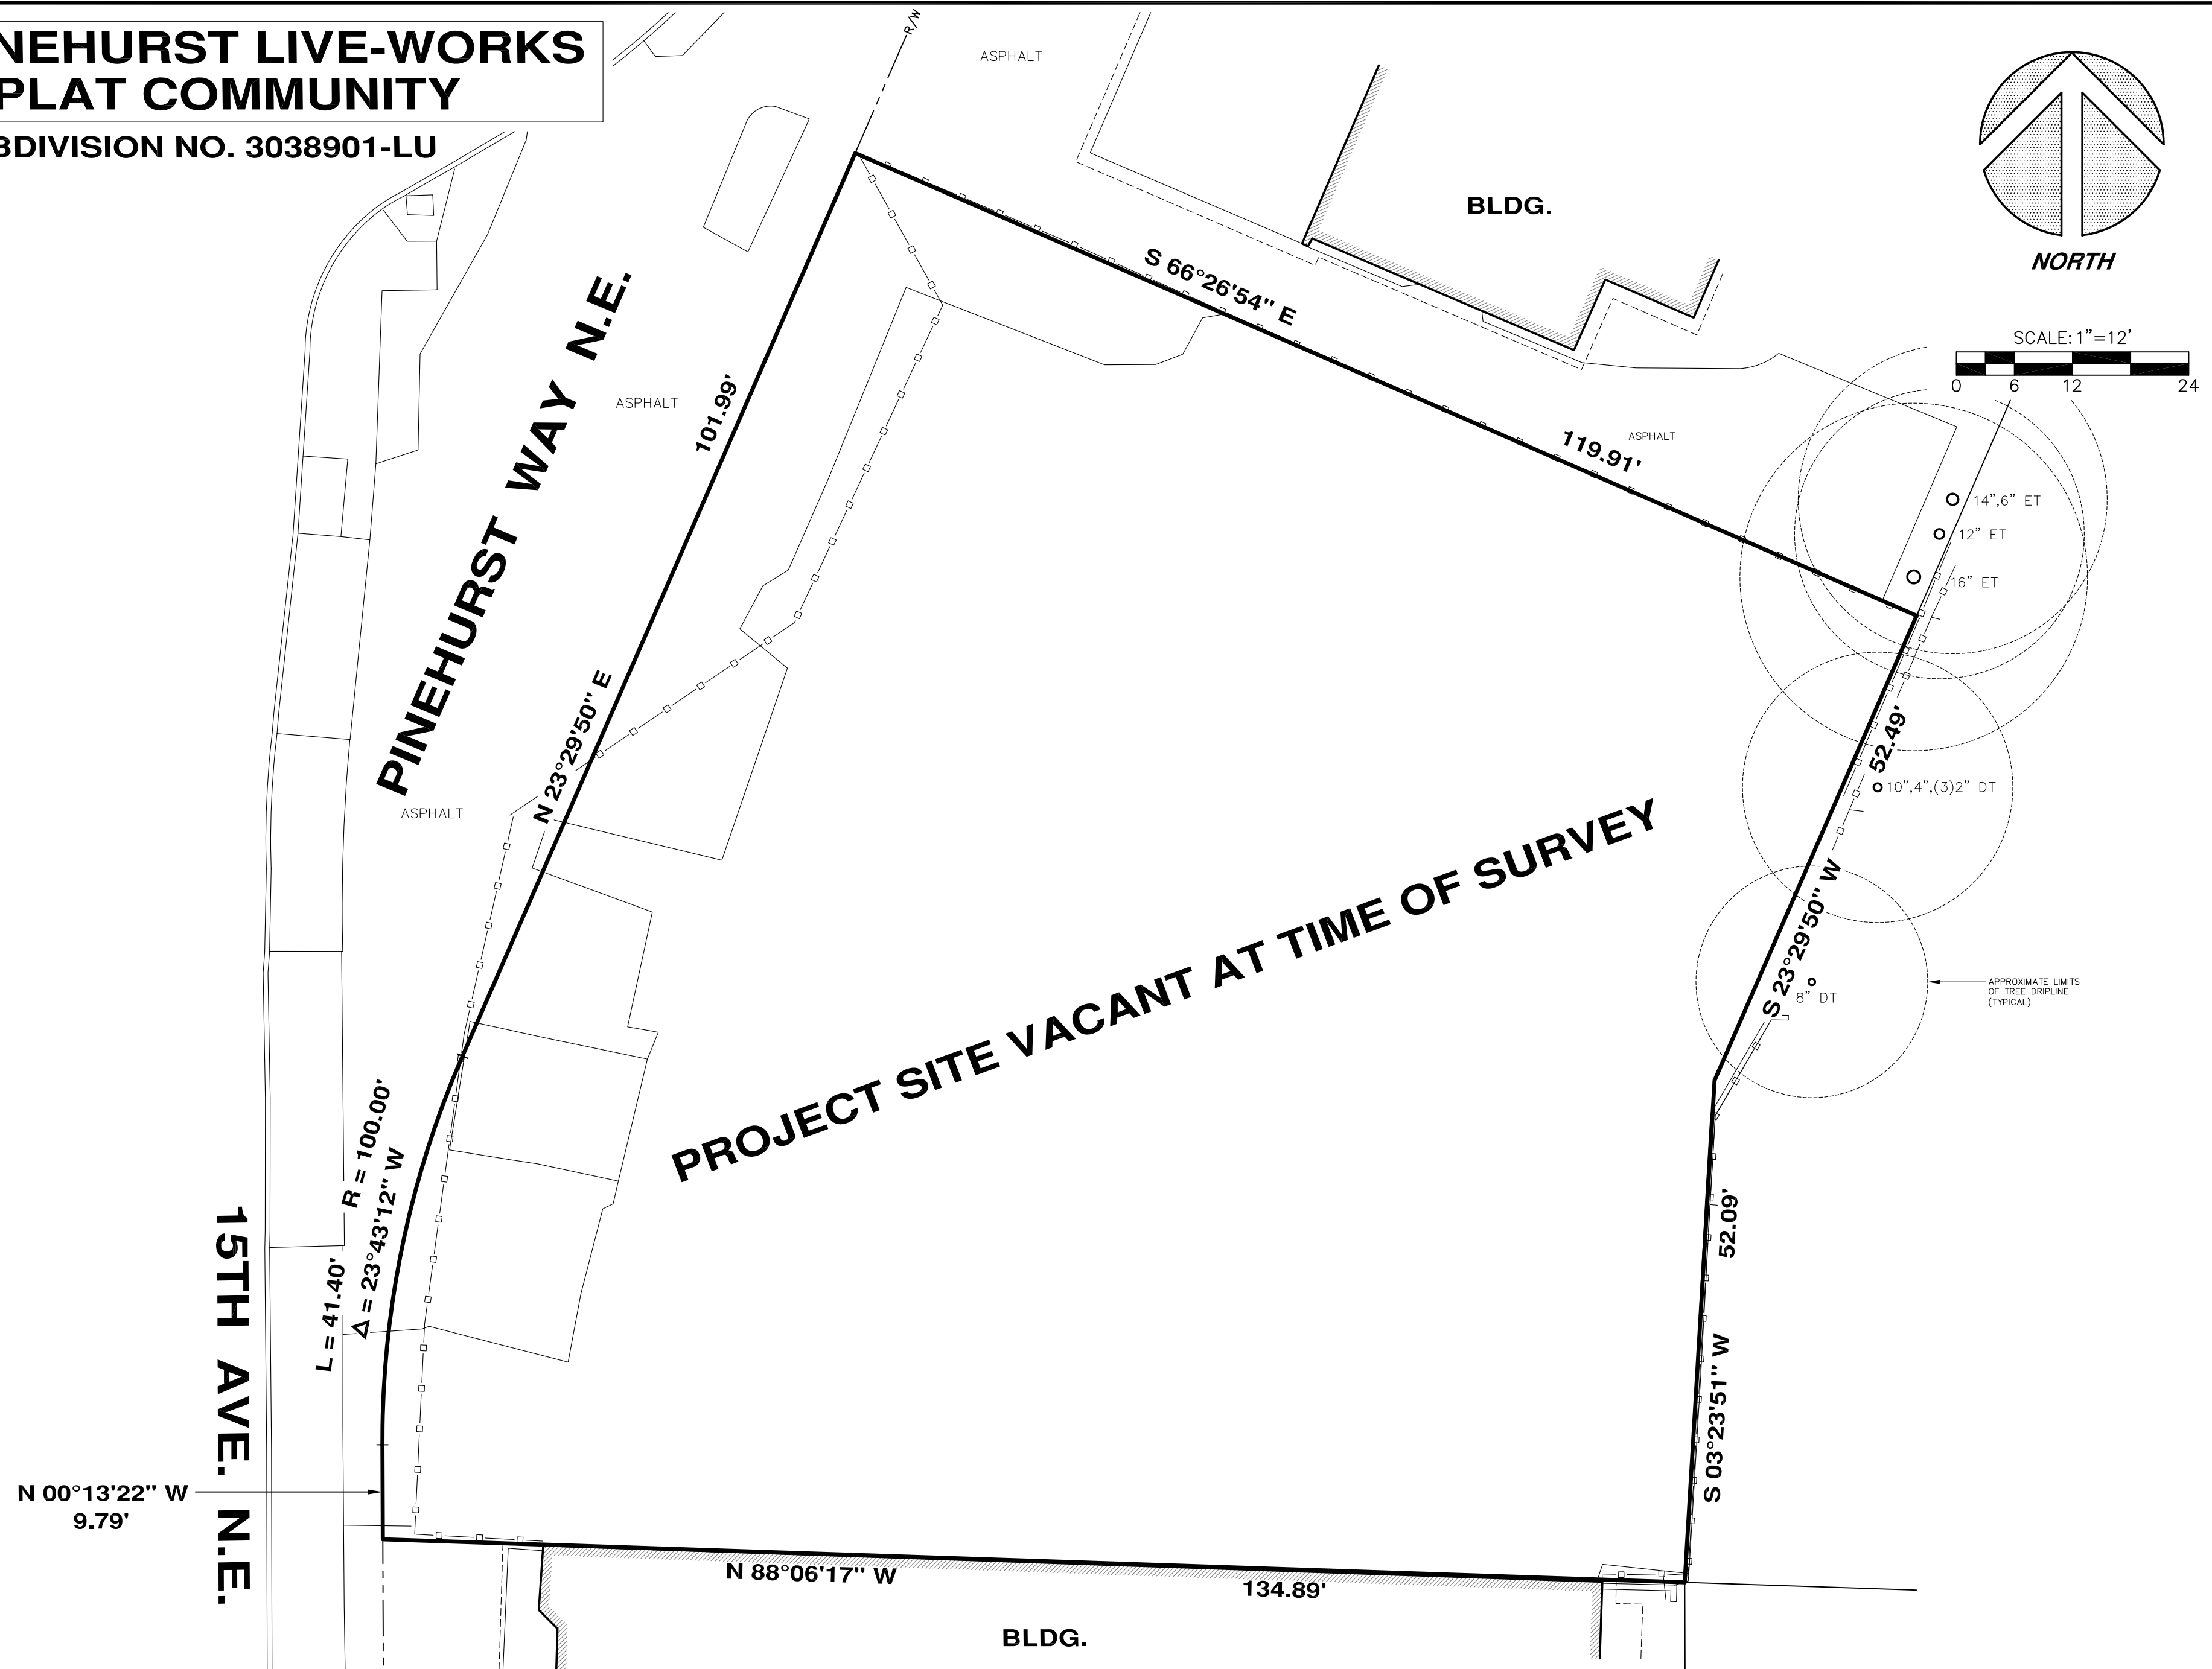 NEHURST LIVE-WORKS
PLAT COMMUNITY
BDIVISION NO. 3038901-LU
R/W
ASPHALT
BLDG.
NORTH
SCALE: 1"=12'
0 6 12 24
S 66°26'54" E
119.91'
ASPHALT
PINEHURST WAY N.E.
ASPHALT
101.99'
N 23°29'50" E
ASPHALT
14",6" ET
12" ET
16" ET
52.49'
10",4",(3)2" DT
S 23°29'50" W
8" DT
APPROXIMATE LIMITS
OF TREE DRIPLINE
(TYPICAL)
PROJECT SITE VACANT AT TIME OF SURVEY
R = 100.00'
L = 41.40'
Δ = 23°43'12" W
15TH AVE. N.E.
52.09'
S 03°23'51" W
N 00°13'22" W
9.79'
N 88°06'17" W
134.89'
BLDG.